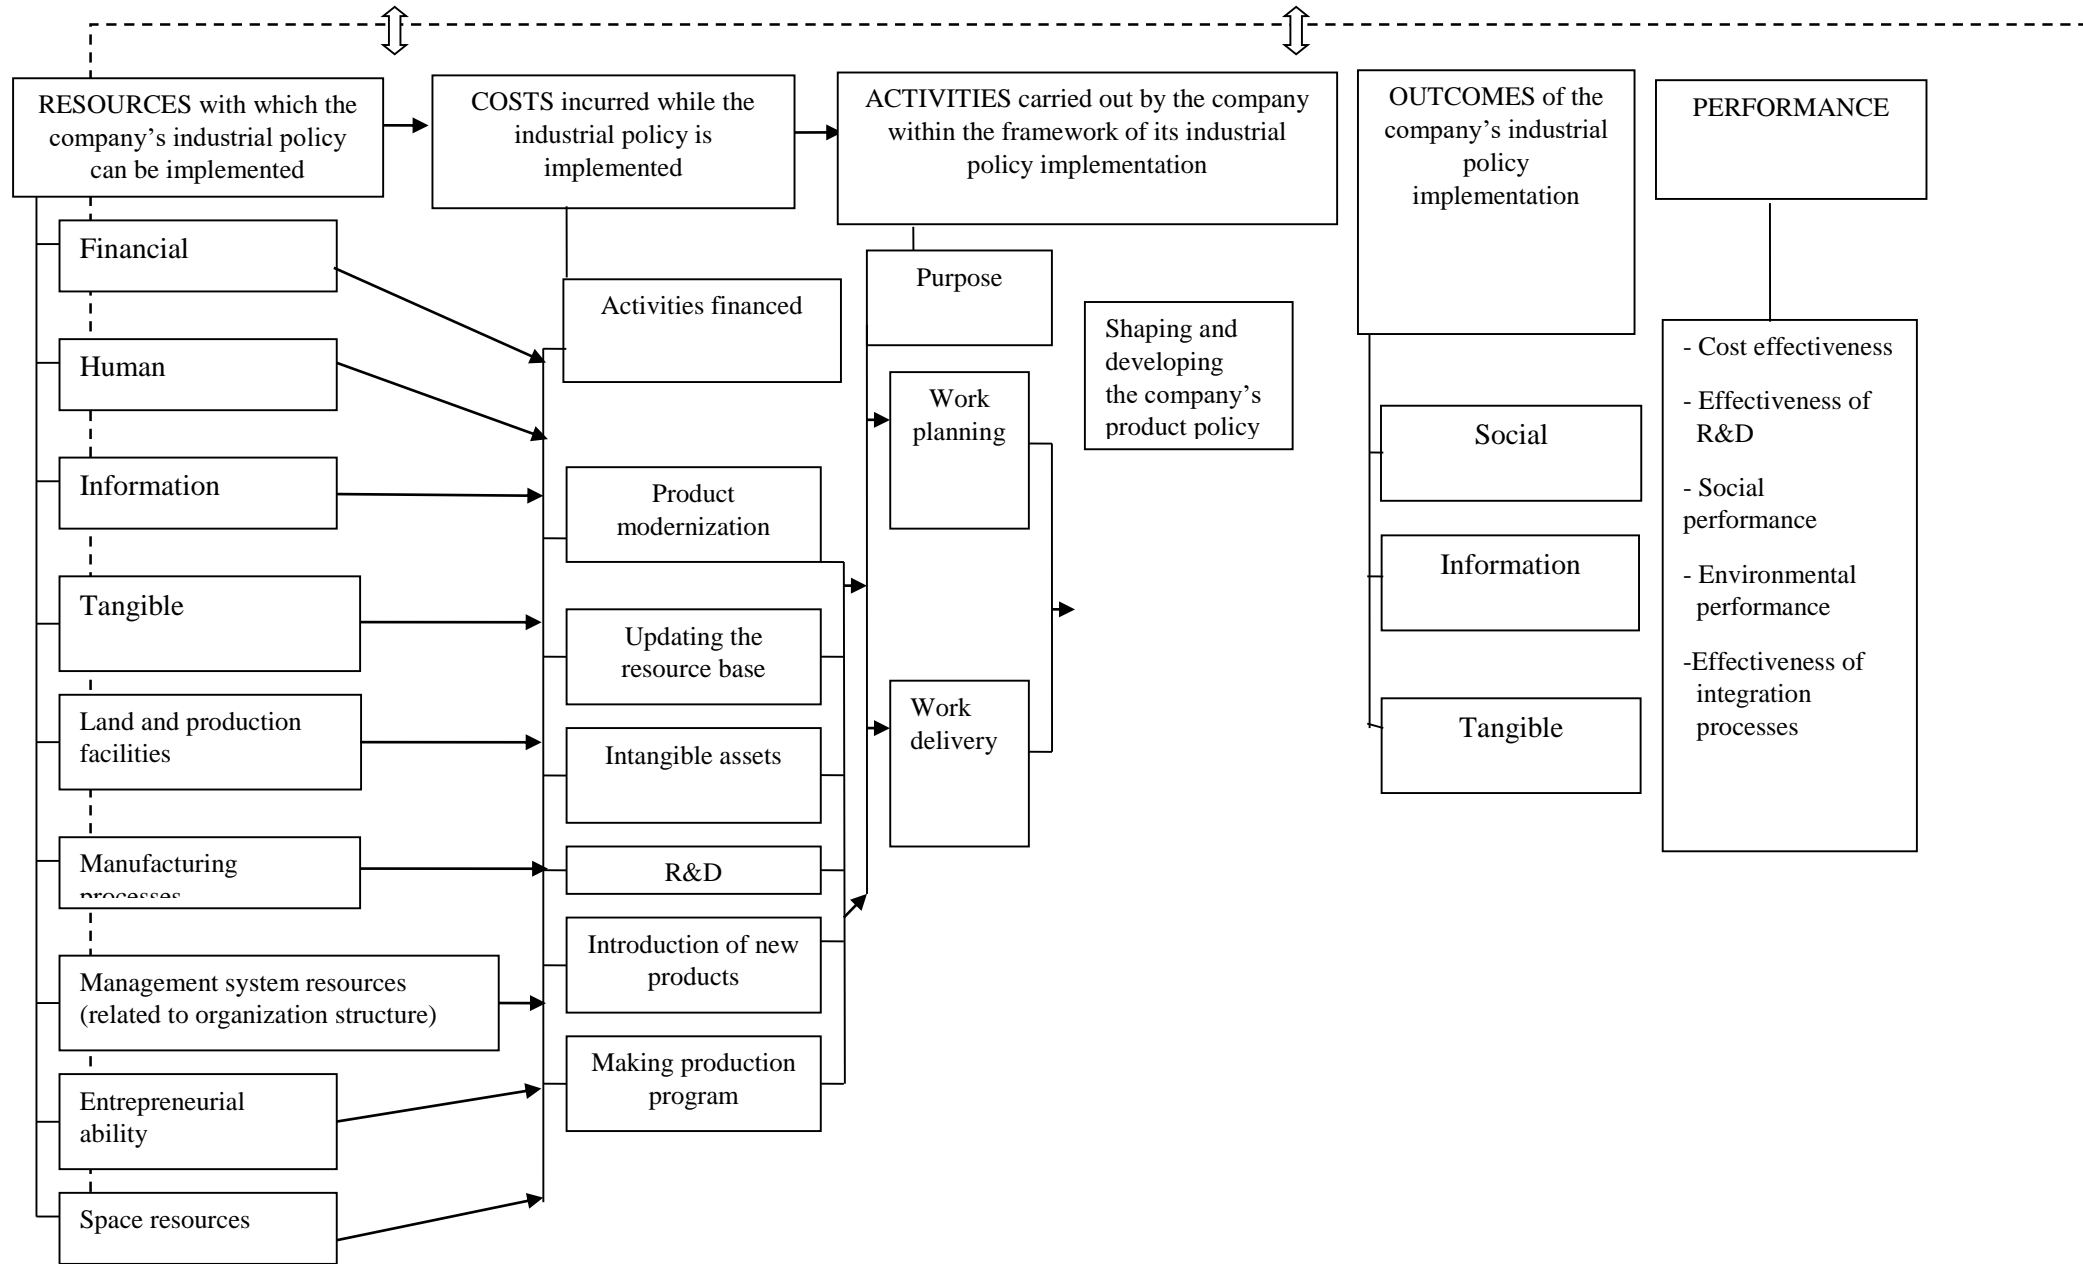 RESOURCES with which the
company’s industrial policy
can be implemented
Financial
Human
Information
Tangible
Land and production
facilities
Manufacturing
processes
Management system resources
(related to organization structure)
Entrepreneurial
ability
Space resources
COSTS incurred while the
industrial policy is
implemented
Activities financed
Product
modernization
Updating the
resource base
Intangible assets
R&D
Introduction of new
products
Making production
program
ACTIVITIES carried out by the company
within the framework of its industrial
policy implementation
Purpose
Work
planning
Work
delivery
Shaping and
developing
the company’s
product policy
OUTCOMES of the
company’s industrial
policy
implementation
Social
Information
Tangible
PERFORMANCE
- Cost effectiveness
- Effectiveness of
R&D
- Social
performance
- Environmental
performance
-Effectiveness of
integration
processes